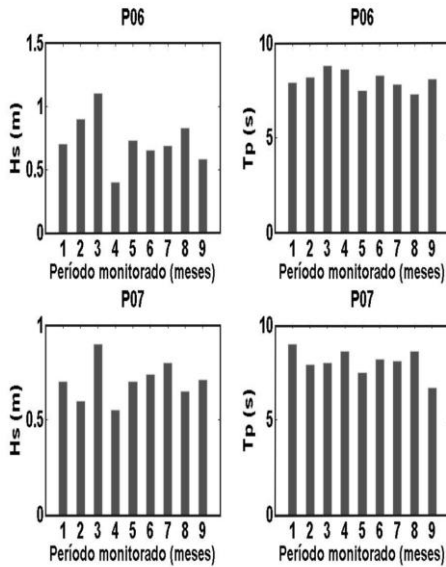 P06
P06
1.5
1
0.5
0
Hs (m)
1 2 3 4 5 6 7 8 9
Período monitorado (meses)
10
5
0
Tp (s)
1 2 3 4 5 6 7 8 9
Período monitorado (meses)
P07
P07
1
0.5
0
Hs (m)
1 2 3 4 5 6 7 8 9
Período monitorado (meses)
10
5
0
Tp (s)
1 2 3 4 5 6 7 8 9
Período monitorado (meses)